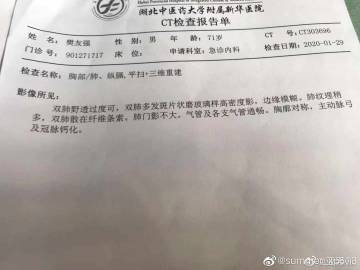 湖北中医药大学附属新华医院
CT检查报告单
姓 名 樊友强 性 别 男 年 龄 71岁 CT号 CT303696
门诊号 901271717 床 位 申请科室 急诊内科 检查日期 2020-01-29
检查名称: 胸部/肺、纵膈,平扫+三维重建
影像所见:
双肺野透过度可,双肺多发斑片状磨玻璃样高密度影,边缘模糊。肺纹理稍
多,双肺散在纤维条索,肺门影不大。气管及各支气管通畅。胸廓对称,主动脉弓
及冠脉钙化。